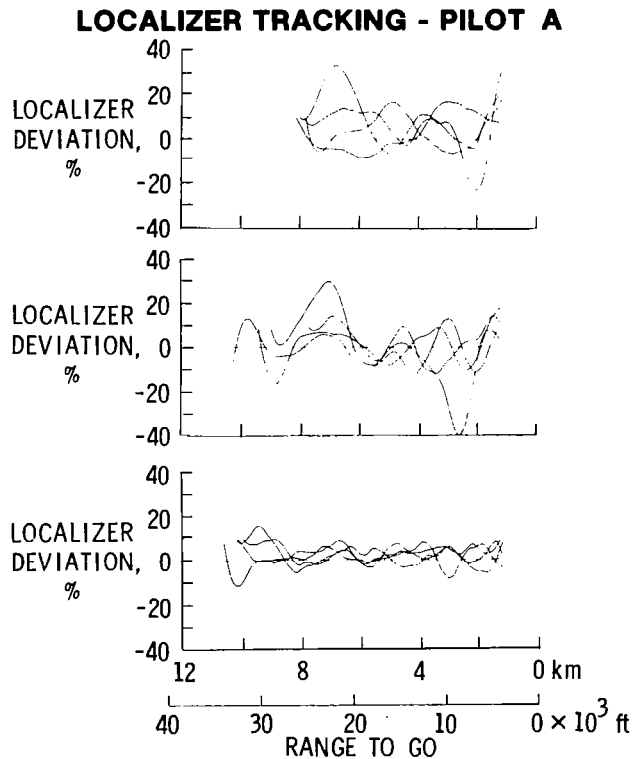 LOCALIZER TRACKING - PILOT A
40
20
0
-20
-40
LOCALIZER
DEVIATION,
%
40
20
0
-20
-40
LOCALIZER
DEVIATION,
%
40
20
0
-20
-40
LOCALIZER
DEVIATION,
%
12 8 4 0 km
40 30 20 10 0 × 10³ ft
RANGE TO GO